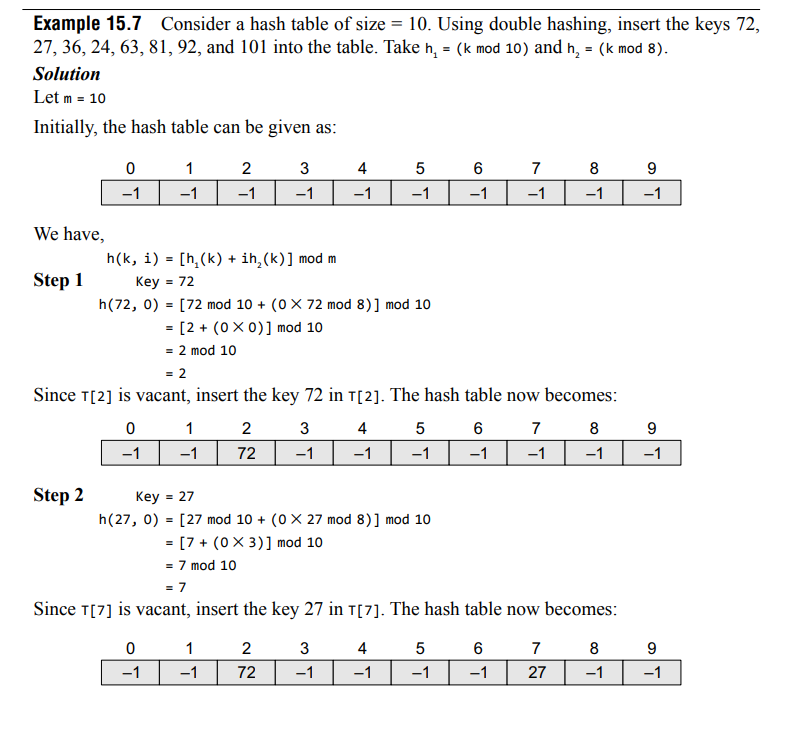 Example 15.7 Consider a hash table of size = 10. Using double hashing, insert the keys 72,
27, 36, 24, 63, 81, 92, and 101 into the table. Take h₁ = (k mod 10) and h₂ = (k mod 8).
Solution
Let m = 10
Initially, the hash table can be given as:
0 1 2 3 4 5 6 7 8 9
–1 –1 –1 –1 –1 –1 –1 –1 –1 –1
We have,
h(k, i) = [h₁(k) + ih₂(k)] mod m
Step 1 Key = 72
h(72, 0) = [72 mod 10 + (0 × 72 mod 8)] mod 10
= [2 + (0 × 0)] mod 10
= 2 mod 10
= 2
Since T[2] is vacant, insert the key 72 in T[2]. The hash table now becomes:
0 1 2 3 4 5 6 7 8 9
–1 –1 72 –1 –1 –1 –1 –1 –1 –1
Step 2 Key = 27
h(27, 0) = [27 mod 10 + (0 × 27 mod 8)] mod 10
= [7 + (0 × 3)] mod 10
= 7 mod 10
= 7
Since T[7] is vacant, insert the key 27 in T[7]. The hash table now becomes:
0 1 2 3 4 5 6 7 8 9
–1 –1 72 –1 –1 –1 –1 27 –1 –1